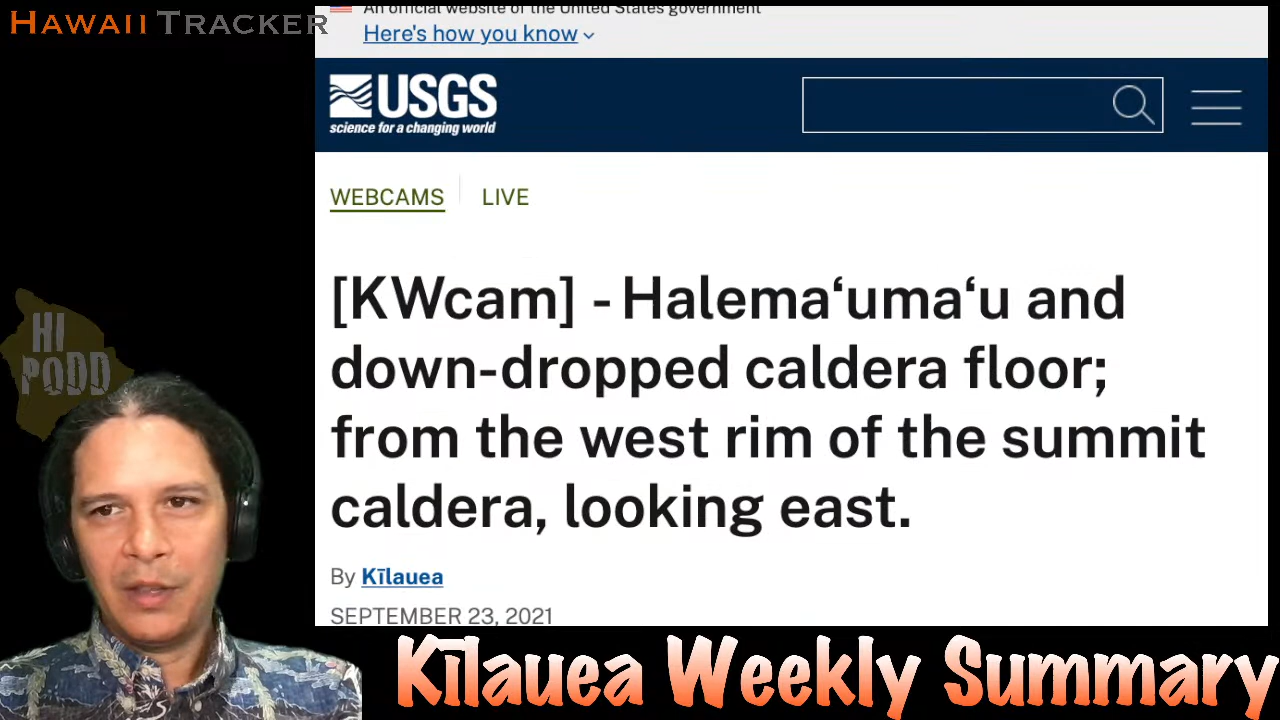 HAWAII TRACKER
An official website of the United States government
Here's how you know
USGS
science for a changing world
WEBCAMS
LIVE
[KWcam] - Halemaʻumaʻu and
down-dropped caldera floor;
from the west rim of the summit
caldera, looking east.
By Kīlauea
SEPTEMBER 23, 2021
HI
PODD
Kīlauea Weekly Summary